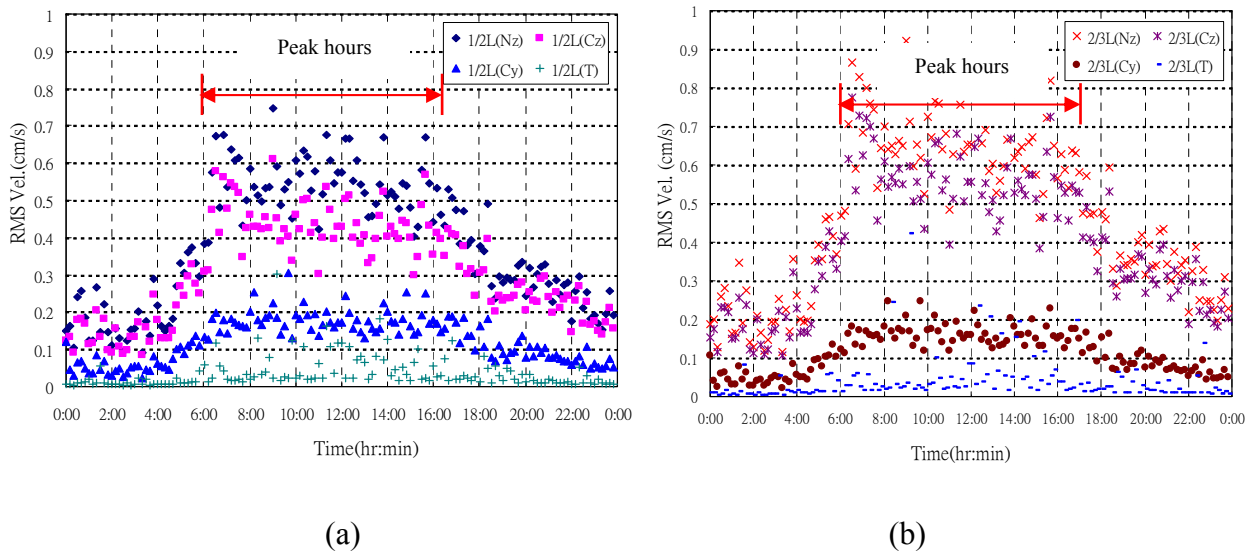 1
0.9
0.8
0.7
0.6
0.5
0.4
0.3
0.2
0.1
0
RMS Vel.(cm/s)
Peak hours
1/2L(Nz) 1/2L(Cz)
1/2L(Cy) 1/2L(T)
0:00 2:00 4:00 6:00 8:00 10:00 12:00 14:00 16:00 18:00 20:00 22:00 0:00
Time(hr:min)
(a)
1
0.9
0.8
0.7
0.6
0.5
0.4
0.3
0.2
0.1
0
RMS Vel. (cm/s)
Peak hours
2/3L(Nz) 2/3L(Cz)
2/3L(Cy) 2/3L(T)
0:00 2:00 4:00 6:00 8:00 10:00 12:00 14:00 16:00 18:00 20:00 22:00 0:00
Time(hr:min)
(b)